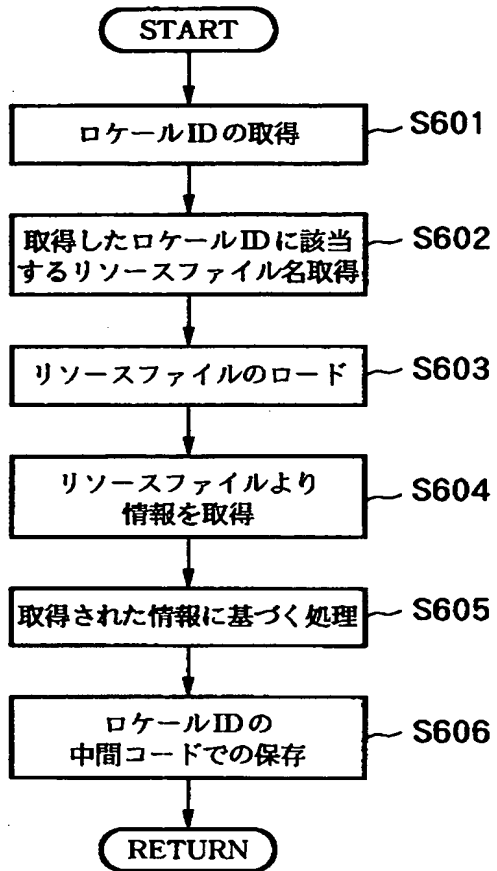 START
ロケールIDの取得
S601
取得したロケールIDに該当
するリソースファイル名取得
S602
リソースファイルのロード
S603
リソースファイルより
情報を取得
S604
取得された情報に基づく処理
S605
ロケールIDの
中間コードでの保存
S606
RETURN